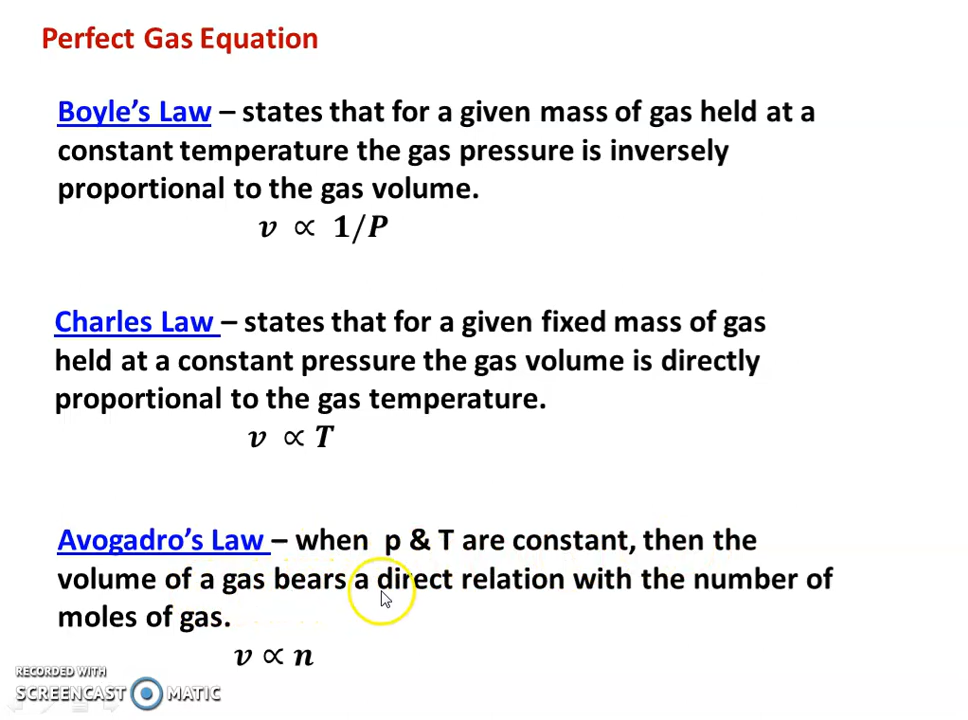 Perfect Gas Equation
Boyle’s Law – states that for a given mass of gas held at a
constant temperature the gas pressure is inversely
proportional to the gas volume.
v ∝ 1/P
Charles Law – states that for a given fixed mass of gas
held at a constant pressure the gas volume is directly
proportional to the gas temperature.
v ∝ T
Avogadro’s Law – when p & T are constant, then the
volume of a gas bears a direct relation with the number of
moles of gas.
v ∝ n
RECORDED WITH
SCREENCAST MATIC